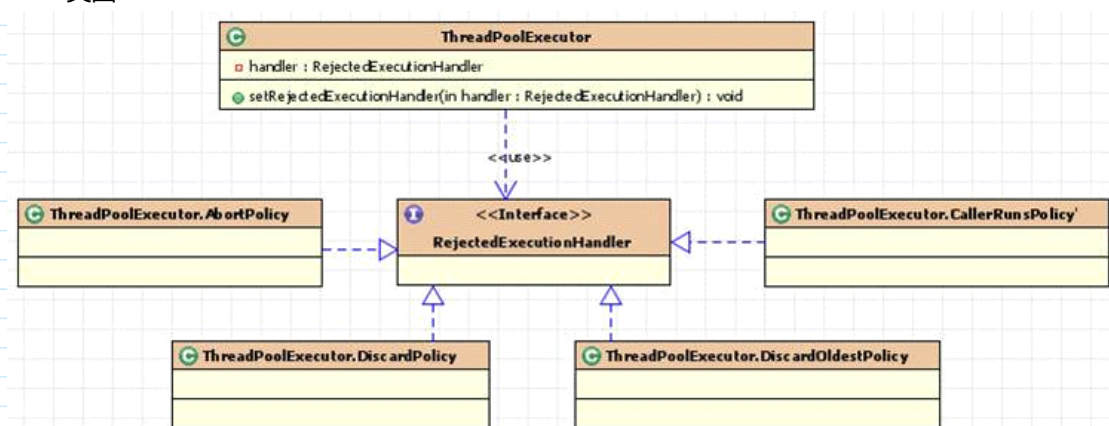 ThreadPoolExecutor
handler : RejectedExecutionHandler
setRejectedExecutionHandler(in handler : RejectedExecutionHandler) : void
<<use>>
ThreadPoolExecutor.AbortPolicy
<<Interface>>
RejectedExecutionHandler
ThreadPoolExecutor.CallerRunsPolicy'
ThreadPoolExecutor.DiscardPolicy
ThreadPoolExecutor.DiscardOldestPolicy